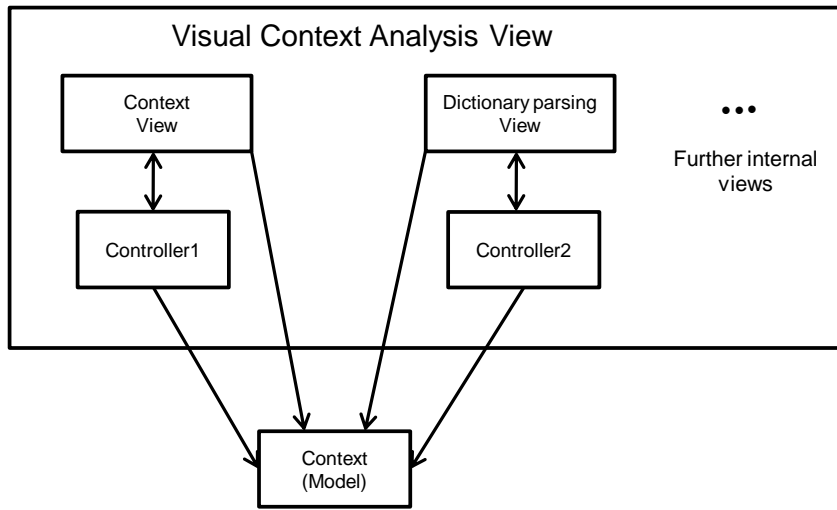 Visual Context Analysis View
Context
View
Dictionary parsing
View
•••
Further internal
views
Controller1
Controller2
Context
(Model)